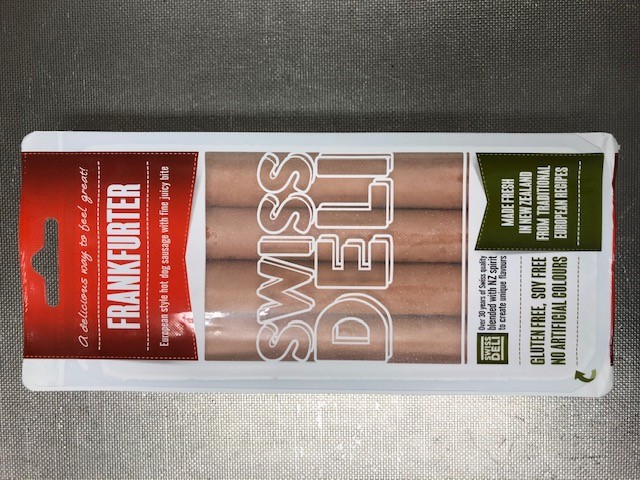 A delicious way to feel great!
FRANKFURTER
European style hot dog sausage with fine juicy bite
SWISS
DELI
Over 30 years of Swiss quality
blended with NZ spirit
to create unique flavours
SWISS
DELI
MADE FRESH
IN NEW ZEALAND
FROM TRADITIONAL
EUROPEAN RECIPES
GLUTEN FREE, SOY FREE
NO ARTIFICIAL COLOURS